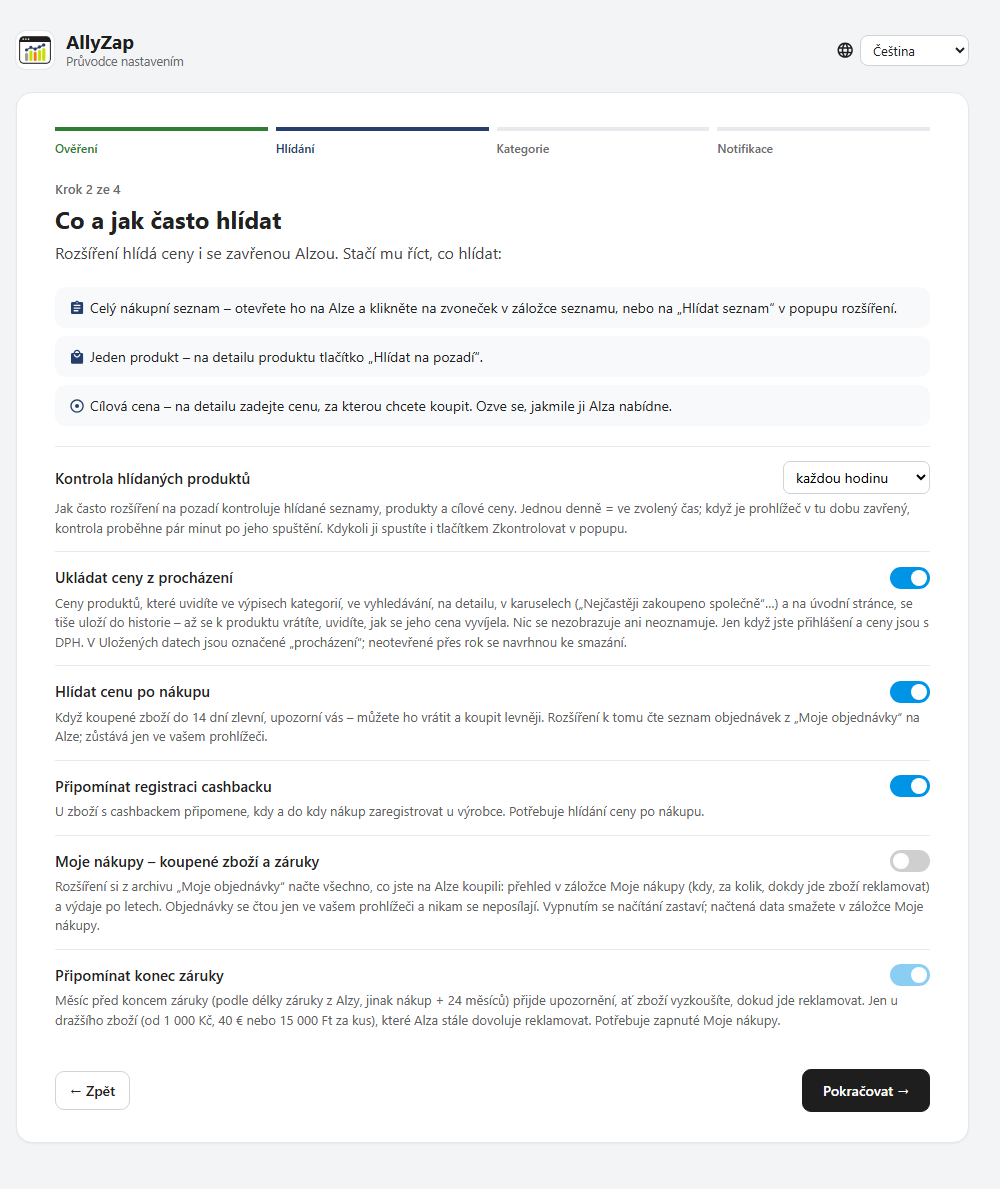 AllyZap
Průvodce nastavením
Čeština
Ověření
Hlídání
Kategorie
Notifikace
Krok 2 ze 4
Co a jak často hlídat
Rozšíření hlídá ceny i se zavřenou Alzou. Stačí mu říct, co hlídat:
Celý nákupní seznam – otevřete ho na Alze a klikněte na zvoneček v záložce seznamu, nebo na „Hlídat seznam“ v popupu rozšíření.
Jeden produkt – na detailu produktu tlačítko „Hlídat na pozadí“.
Cílová cena – na detailu zadejte cenu, za kterou chcete koupit. Ozve se, jakmile ji Alza nabídne.
Kontrola hlídaných produktů
každou hodinu
Jak často rozšíření na pozadí kontroluje hlídané seznamy, produkty a cílové ceny. Jednou denně = ve zvolený čas; když je prohlížeč v tu dobu zavřený,
kontrola proběhne pár minut po jeho spuštění. Kdykoli ji spustíte i tlačítkem Zkontrolovat v popupu.
Ukládat ceny z procházení
Ceny produktů, které uvidíte ve výpisech kategorií, ve vyhledávání, na detailu, v karuselech („Nejčastěji zakoupeno společně“…) a na úvodní stránce, se
tiše uloží do historie – až se k produktu vrátíte, uvidíte, jak se jeho cena vyvíjela. Nic se nezobrazuje ani neoznamuje. Jen když jste přihlášení a ceny jsou s
DPH. V Uložených datech jsou označené „procházení“; neotevřené přes rok se navrhnou ke smazání.
Hlídat cenu po nákupu
Když koupené zboží do 14 dní zlevní, upozorní vás – můžete ho vrátit a koupit levněji. Rozšíření k tomu čte seznam objednávek z „Moje objednávky“ na
Alze; zůstává jen ve vašem prohlížeči.
Připomínat registraci cashbacku
U zboží s cashbackem připomene, kdy a do kdy nákup zaregistrovat u výrobce. Potřebuje hlídání ceny po nákupu.
Moje nákupy – koupené zboží a záruky
Rozšíření si z archivu „Moje objednávky“ načte všechno, co jste na Alze koupili: přehled v záložce Moje nákupy (kdy, za kolik, dokdy jde zboží reklamovat)
a výdaje po letech. Objednávky se čtou jen ve vašem prohlížeči a nikam se neposílají. Vypnutím se načítání zastaví; načtená data smažete v záložce Moje
nákupy.
Připomínat konec záruky
Měsíc před koncem záruky (podle délky záruky z Alzy, jinak nákup + 24 měsíců) přijde upozornění, ať zboží vyzkoušíte, dokud jde reklamovat. Jen u
dražšího zboží (od 1 000 Kč, 40 € nebo 15 000 Ft za kus), které Alza stále dovoluje reklamovat. Potřebuje zapnuté Moje nákupy.
← Zpět
Pokračovat →